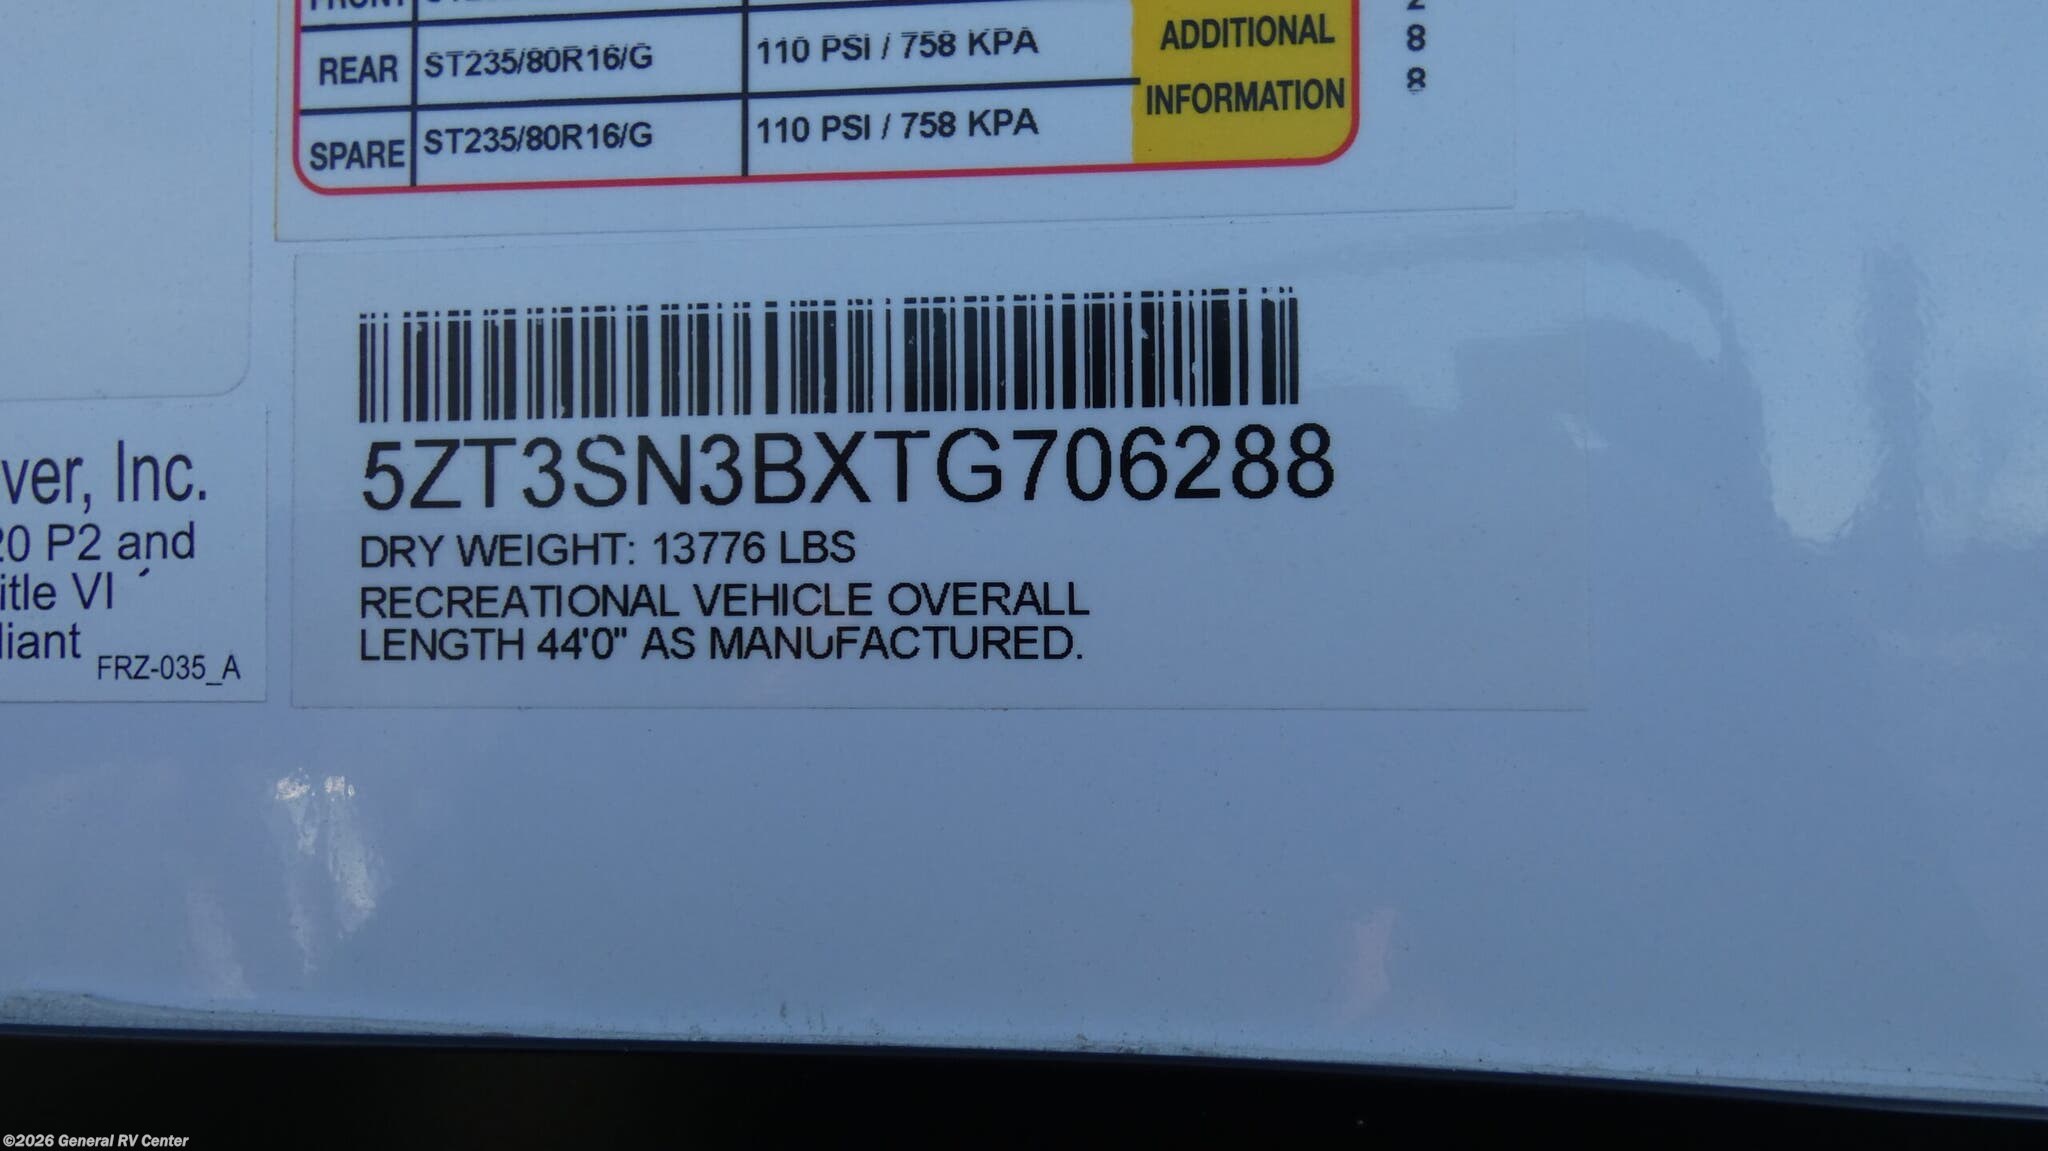 REAR ST235/80R16/G 110 PSI / 758 KPA
SPARE ST235/80R16/G 110 PSI / 758 KPA
ADDITIONAL
INFORMATION
8
8
5ZT3SN3BXTG706288
DRY WEIGHT: 13776 LBS
RECREATIONAL VEHICLE OVERALL
LENGTH 44'0" AS MANUFACTURED.
ver, Inc.
20 P2 and
itle VI
liant
FRZ-035_A
©2026 General RV Center